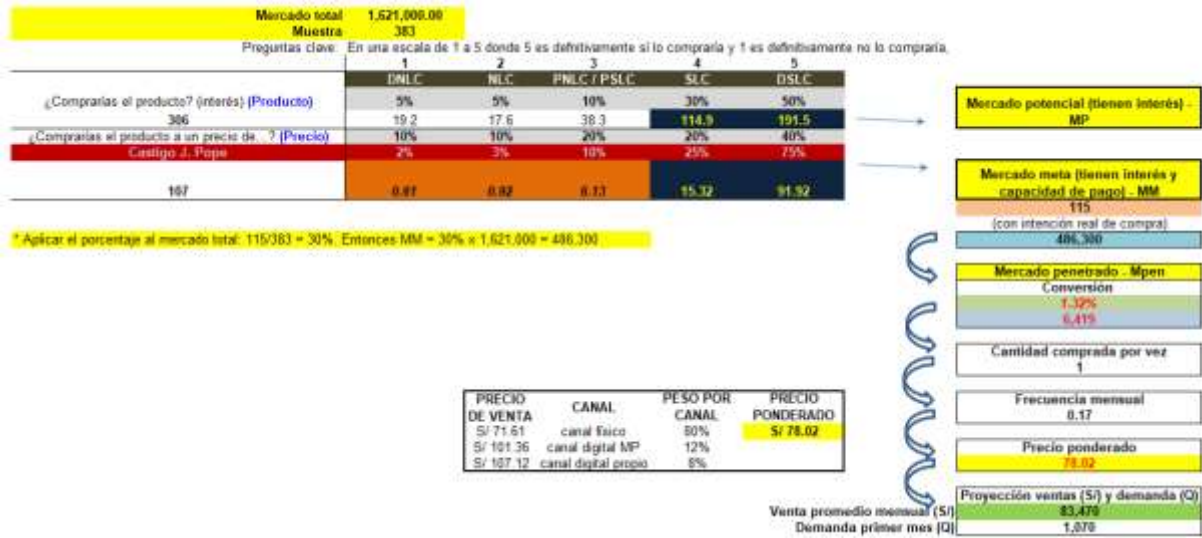 Mercado total 1,621,000.00
Muestra 383
Preguntas clave: En una escala de 1 a 5 donde 5 es definitivamente sí lo compraría y 1 es definitivamente no lo compraría.
1 2 3 4 5
DNLC NLC PNLC / PSLC SLC DSLC
¿Comprarías el producto? (interés) (Producto) 5% 5% 10% 30% 50%
306 19.2 17.6 38.3 114.9 191.5
¿Comprarías el producto a un precio de...? (Precio) 10% 10% 20% 20% 40%
Castigo J. Pope 2% 3% 10% 25% 75%
107 0.01 0.02 0.13 15.32 91.92
* Aplicar el porcentaje al mercado total: 115/383 = 30%. Entonces MM = 30% x 1,621,000 = 486,300
Mercado potencial (tienen interés) - MP
Mercado meta (tienen interés y capacidad de pago) - MM
115
(con intención real de compra)
486,300
Mercado penetrado - Mpen
Conversión
1.32%
6,419
Cantidad comprada por vez
1
Frecuencia mensual
0.17
Precio ponderado
78.02
Proyección ventas (S/) y demanda (Q)
Venta promedio mensual (S/) 83,470
Demanda primer mes (Q) 1,070
PRECIO DE VENTA CANAL PESO POR CANAL PRECIO PONDERADO
S/ 71.61 canal físico 80% S/ 78.02
S/ 101.36 canal digital MP 12%
S/ 107.12 canal digital propio 8%